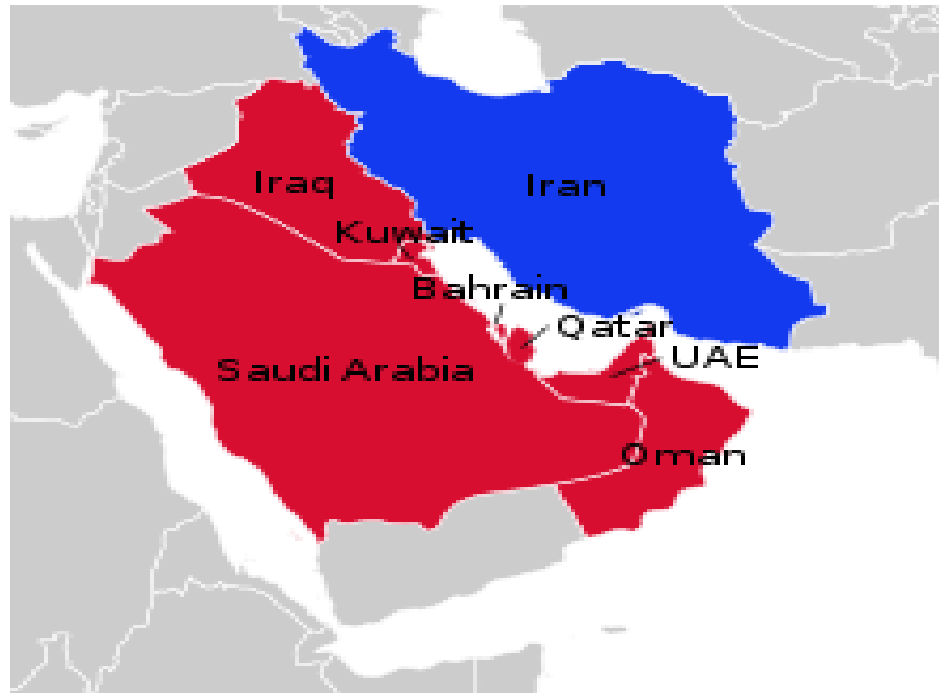 Iraq
Iran
Kuwait
Bahrain
Qatar
UAE
Saudi Arabia
Oman